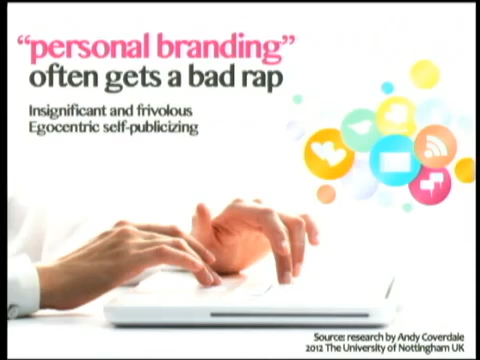 “personal branding”
often gets a bad rap
Insignificant and frivolous
Egocentric self-publicizing
Source: research by Andy Coverdale
2012 The University of Nottingham UK